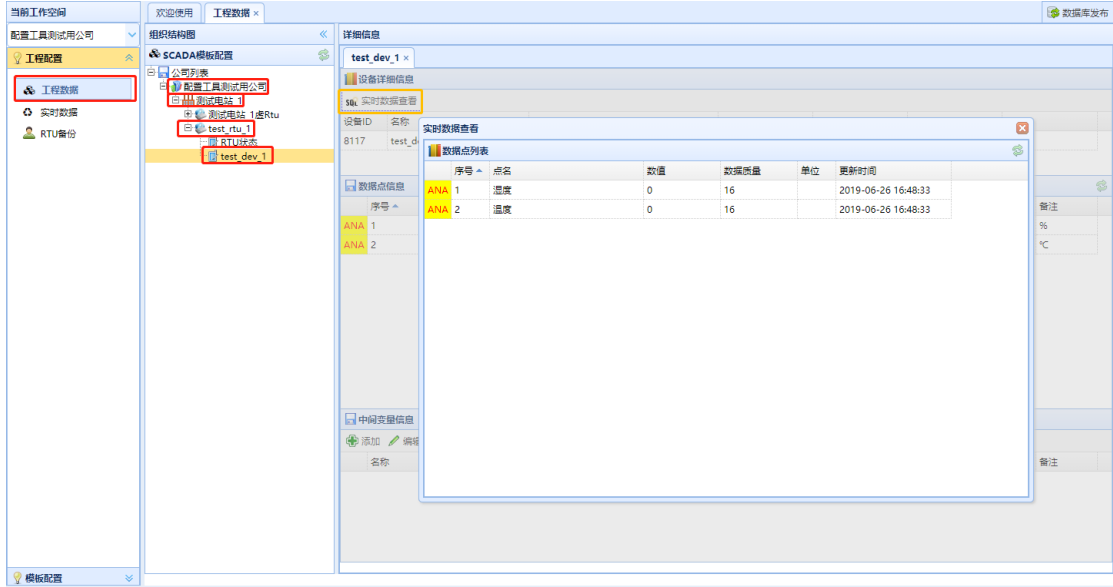 当前工作空间
配置工具测试用公司
工程配置
工程数据
实时数据
RTU备份
模板配置
欢迎使用 工程数据 ×
数据库发布
组织结构图
SCADA模板配置
公司列表
配置工具测试用公司
测试电站_1
测试电站_1虚Rtu
test_rtu_1
RTU状态
test_dev_1
详细信息
test_dev_1 ×
设备详细信息
SQL 实时数据查看
设备ID 名称
8117 test_d
数据点信息
序号 备注
ANA 1 %
ANA 2 ℃
中间变量信息
添加 编辑
名称 备注
实时数据查看
数据点列表
序号 点名 数值 数据质量 单位 更新时间
ANA 1 湿度 0 16 2019-06-26 16:48:33
ANA 2 温度 0 16 2019-06-26 16:48:33